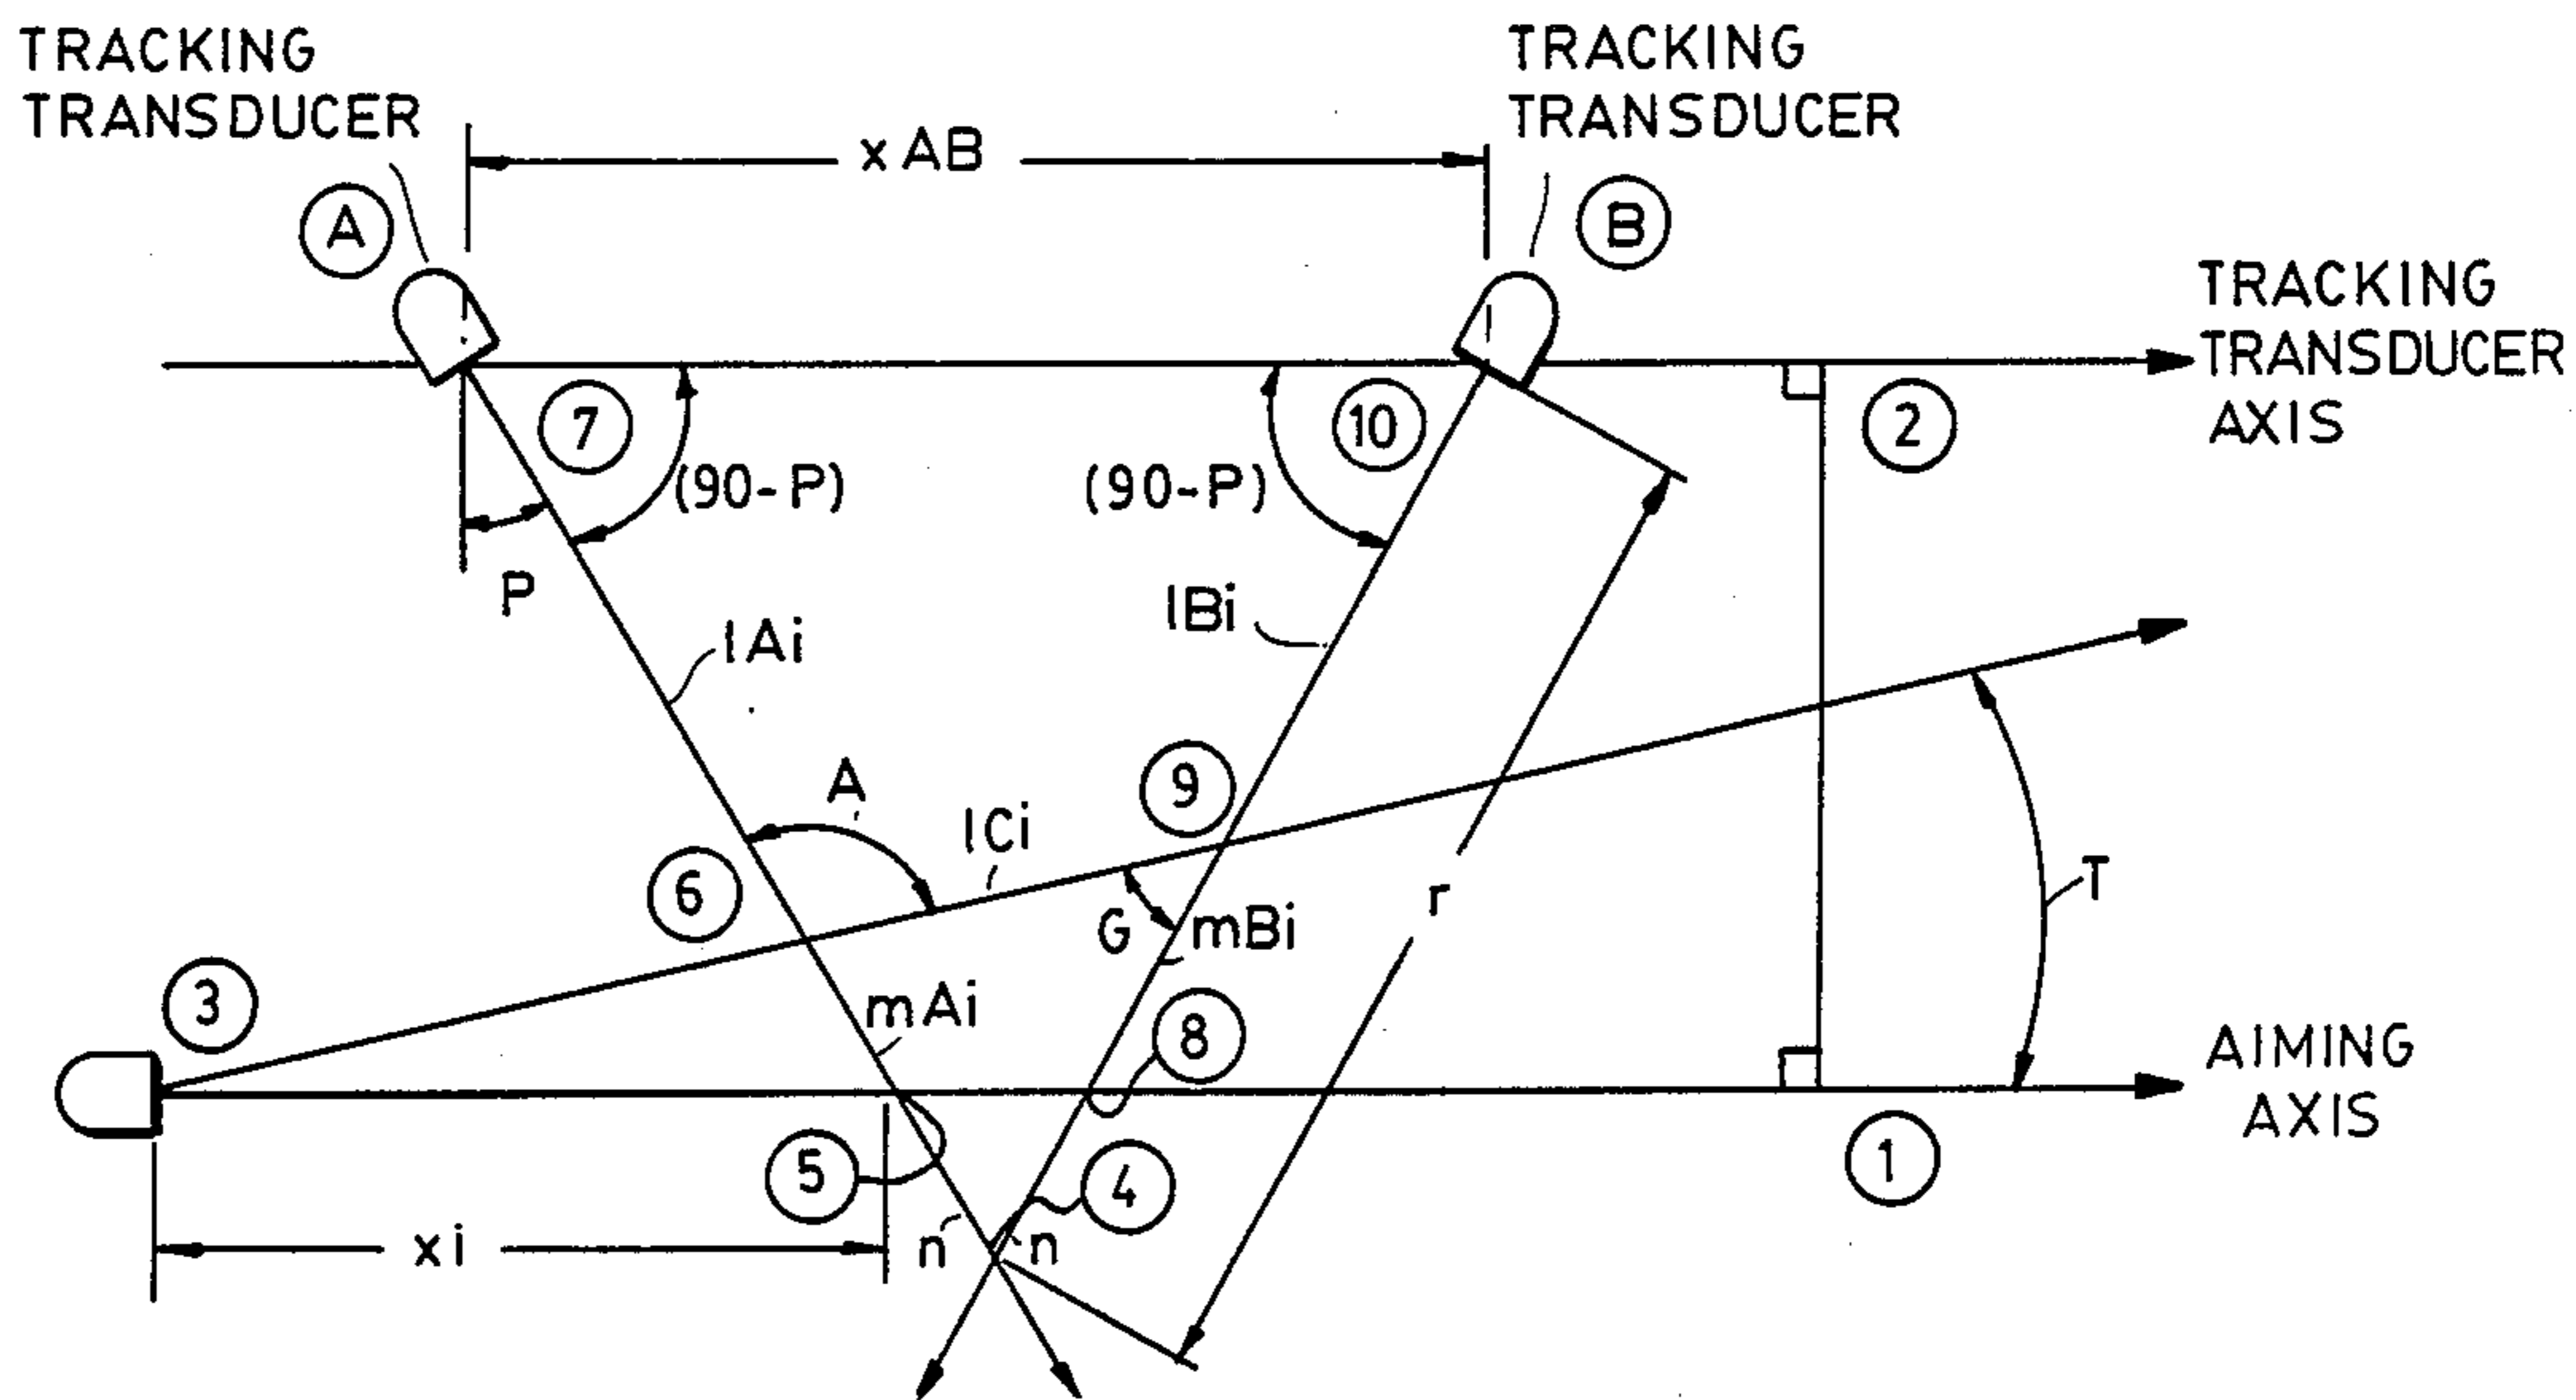 TRACKING
TRANSDUCER
TRACKING
TRANSDUCER
x AB
A
B
TRACKING
TRANSDUCER
AXIS
7
10
2
(90-P)
(90-P)
P
lAi
lBi
A
9
lCi
6
G
mBi
r
T
3
mAi
8
AIMING
AXIS
5
4
1
xi
n
n